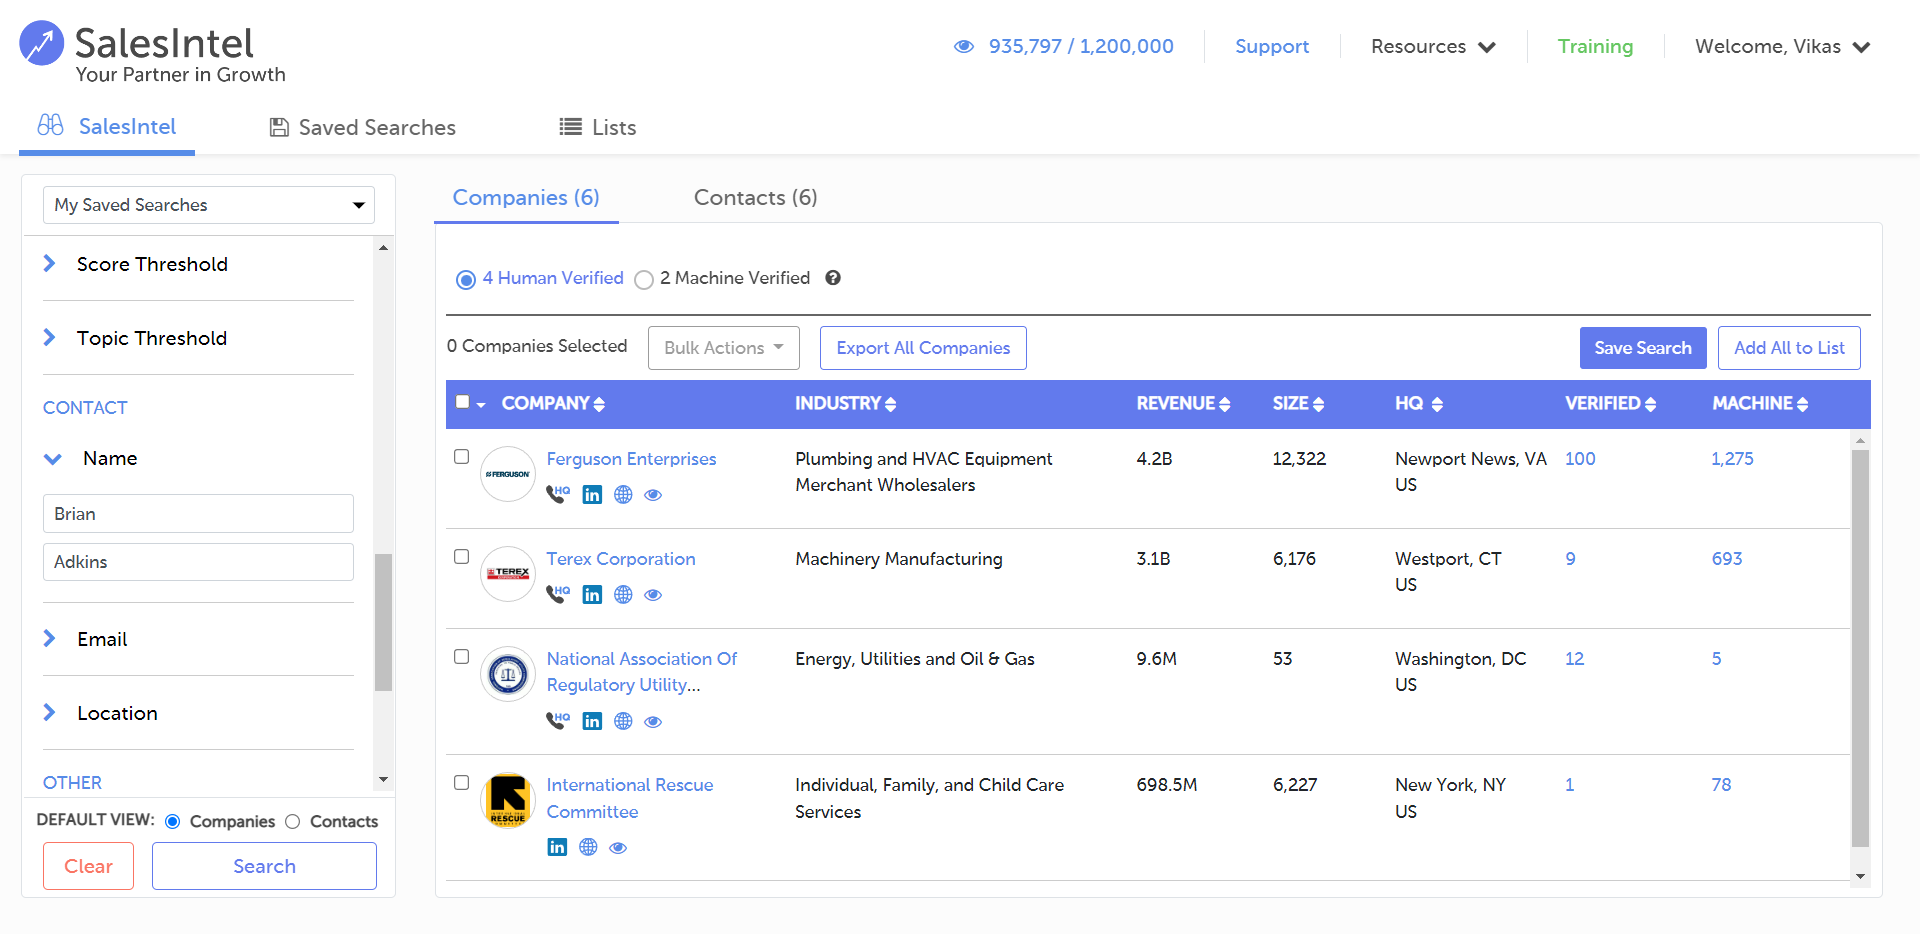 SalesIntel
Your Partner in Growth
935,797 / 1,200,000
Support
Resources
Training
Welcome, Vikas
SalesIntel
Saved Searches
Lists
My Saved Searches
Score Threshold
Topic Threshold
CONTACT
Name
Brian
Adkins
Email
Location
OTHER
DEFAULT VIEW: Companies Contacts
Clear
Search
Companies (6)
Contacts (6)
4 Human Verified
2 Machine Verified
?
0 Companies Selected
Bulk Actions
Export All Companies
Save Search
Add All to List
COMPANY INDUSTRY REVENUE SIZE HQ VERIFIED MACHINE
FERGUSON
Ferguson Enterprises
HQ
in
Plumbing and HVAC Equipment
Merchant Wholesalers
4.2B
12,322
Newport News, VA
US
100
1,275
TEREX
Terex Corporation
HQ
in
Machinery Manufacturing
3.1B
6,176
Westport, CT
US
9
693
National Association Of
Regulatory Utility...
HQ
in
Energy, Utilities and Oil & Gas
9.6M
53
Washington, DC
US
12
5
RESCUE
International Rescue
Committee
in
Individual, Family, and Child Care
Services
698.5M
6,227
New York, NY
US
1
78